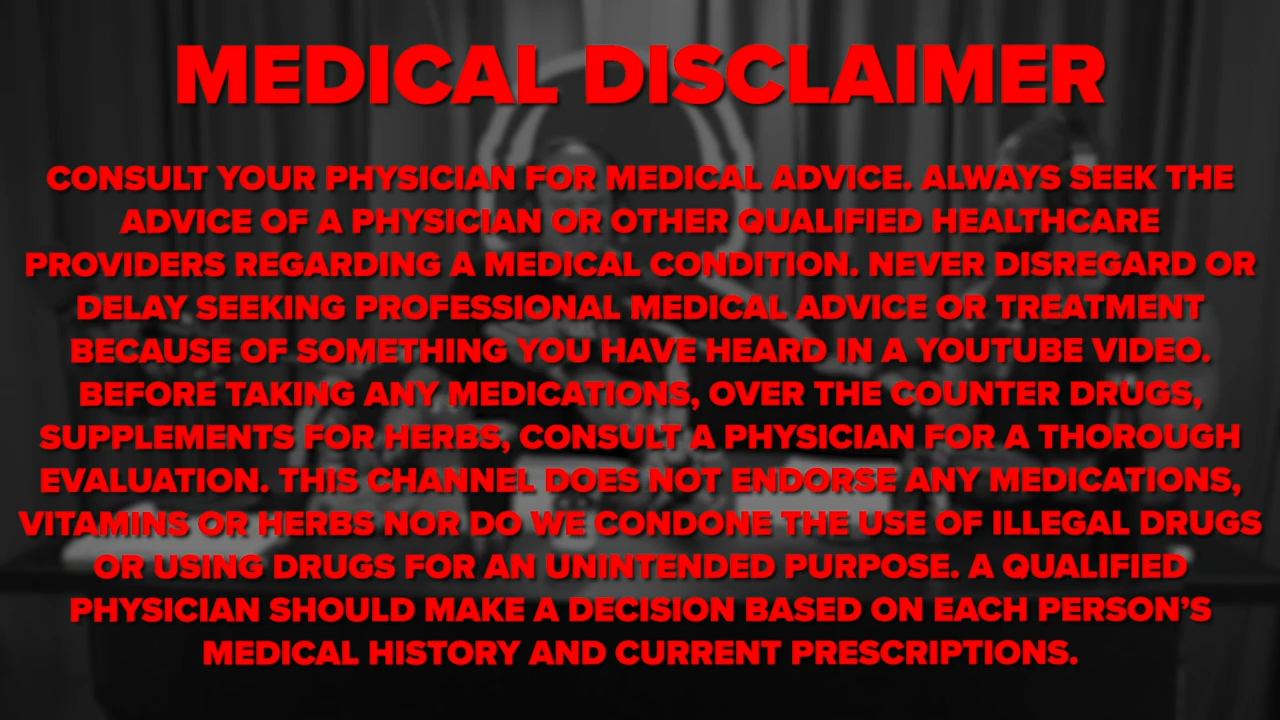 MEDICAL DISCLAIMER
CONSULT YOUR PHYSICIAN FOR MEDICAL ADVICE. ALWAYS SEEK THE
ADVICE OF A PHYSICIAN OR OTHER QUALIFIED HEALTHCARE
PROVIDERS REGARDING A MEDICAL CONDITION. NEVER DISREGARD OR
DELAY SEEKING PROFESSIONAL MEDICAL ADVICE OR TREATMENT
BECAUSE OF SOMETHING YOU HAVE HEARD IN A YOUTUBE VIDEO.
BEFORE TAKING ANY MEDICATIONS, OVER THE COUNTER DRUGS,
SUPPLEMENTS FOR HERBS, CONSULT A PHYSICIAN FOR A THOROUGH
EVALUATION. THIS CHANNEL DOES NOT ENDORSE ANY MEDICATIONS,
VITAMINS OR HERBS NOR DO WE CONDONE THE USE OF ILLEGAL DRUGS
OR USING DRUGS FOR AN UNINTENDED PURPOSE. A QUALIFIED
PHYSICIAN SHOULD MAKE A DECISION BASED ON EACH PERSON’S
MEDICAL HISTORY AND CURRENT PRESCRIPTIONS.